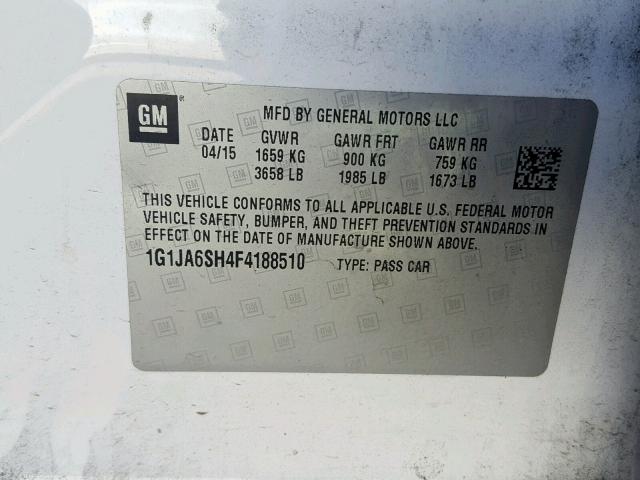 GM
MFD BY GENERAL MOTORS LLC
DATE GVWR GAWR FRT GAWR RR
04/15 1659 KG 900 KG 759 KG
3658 LB 1985 LB 1673 LB
THIS VEHICLE CONFORMS TO ALL APPLICABLE U.S. FEDERAL MOTOR
VEHICLE SAFETY, BUMPER, AND THEFT PREVENTION STANDARDS IN
EFFECT ON THE DATE OF MANUFACTURE SHOWN ABOVE.
1G1JA6SH4F4188510 TYPE: PASS CAR